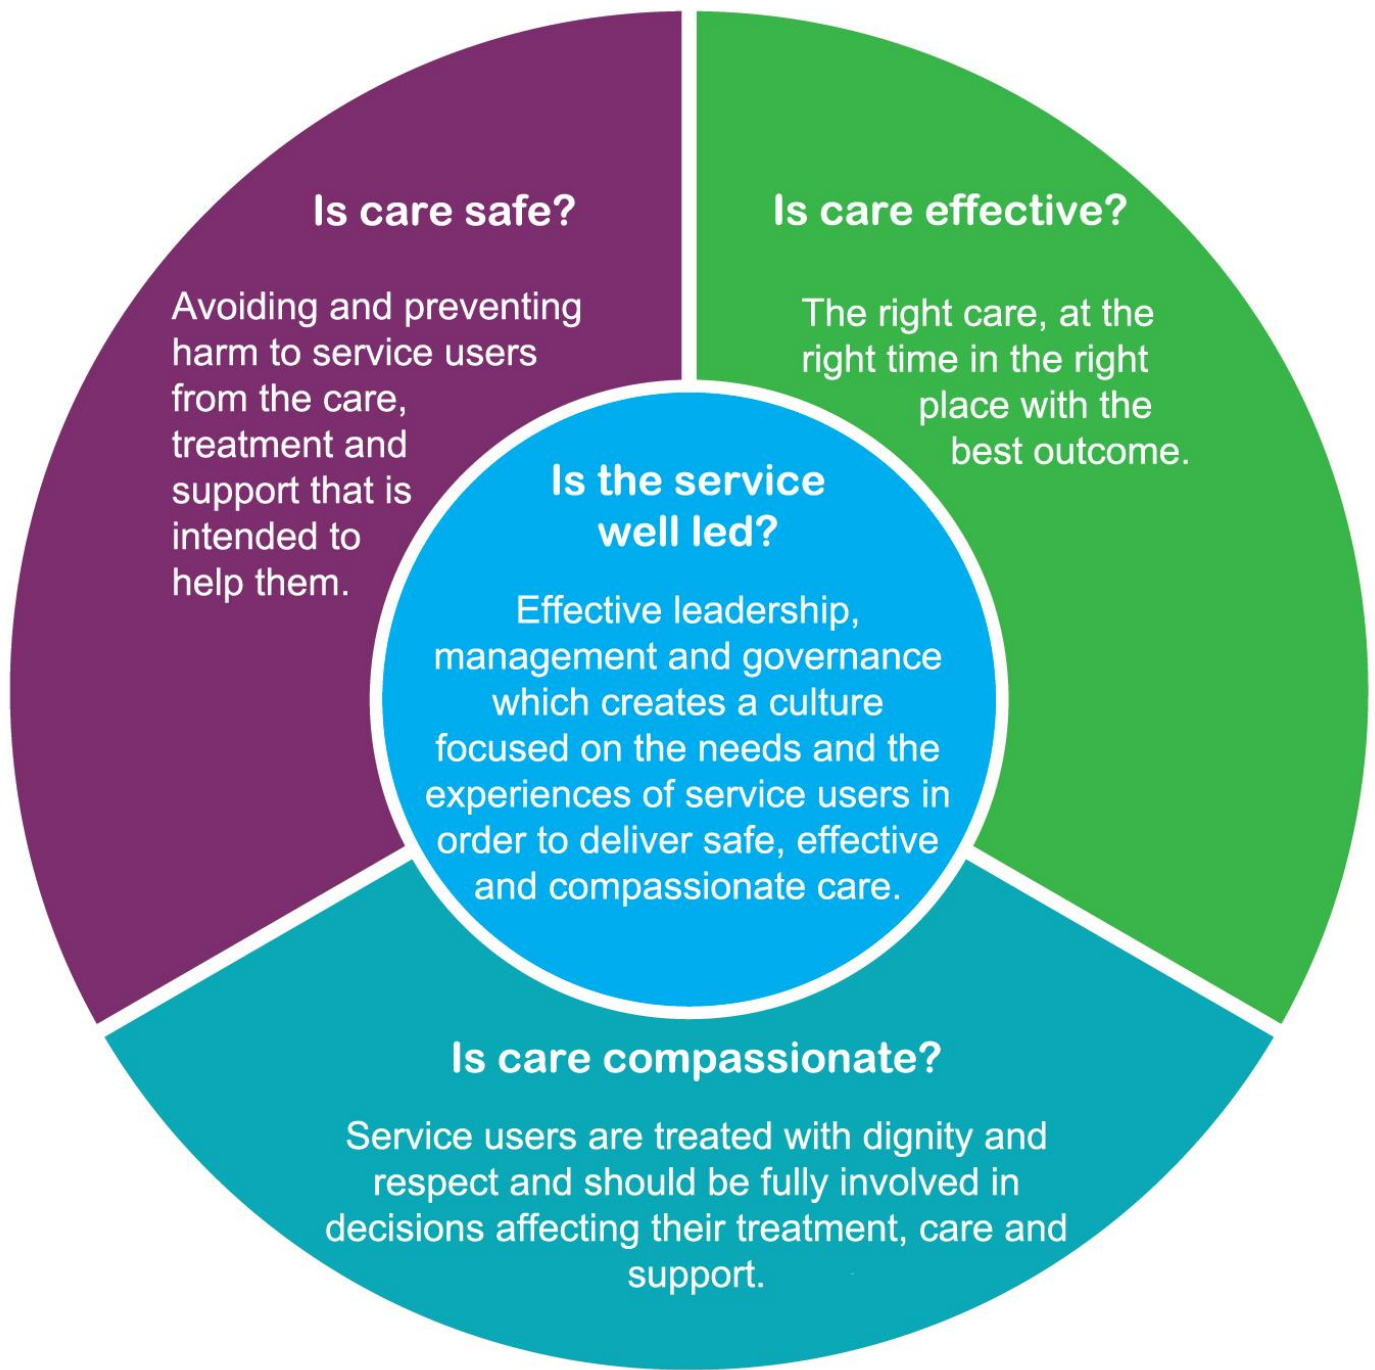 Is care safe?
Avoiding and preventing
harm to service users
from the care,
treatment and
support that is
intended to
help them.
Is care effective?
The right care, at the
right time in the right
place with the
best outcome.
Is the service
well led?
Effective leadership,
management and governance
which creates a culture
focused on the needs and the
experiences of service users in
order to deliver safe, effective
and compassionate care.
Is care compassionate?
Service users are treated with dignity and
respect and should be fully involved in
decisions affecting their treatment, care and
support.